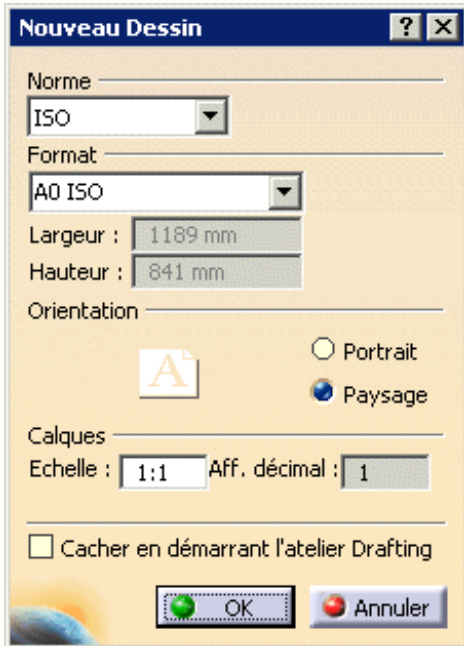 Nouveau Dessin
Norme
ISO
Format
A0 ISO
Largeur : 1189 mm
Hauteur : 841 mm
Orientation
A
Portrait
Paysage
Calques
Echelle : 1:1 Aff. décimal : 1
Cacher en démarrant l'atelier Drafting
OK Annuler